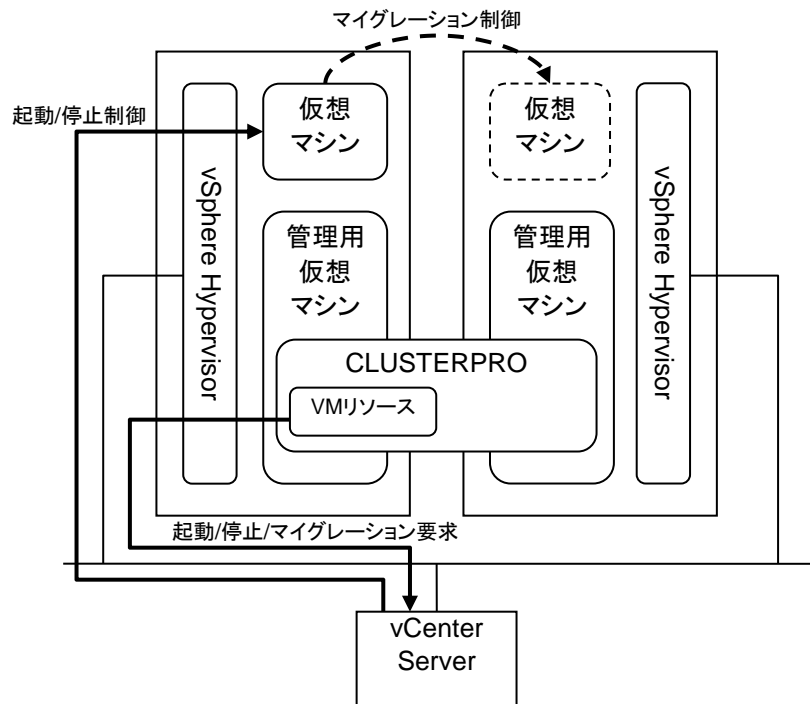 マイグレーション制御
起動/停止制御
vSphere Hypervisor
仮想
マシン
管理用
仮想
マシン
仮想
マシン
管理用
仮想
マシン
vSphere Hypervisor
CLUSTERPRO
VMリソース
起動/停止/マイグレーション要求
vCenter
Server